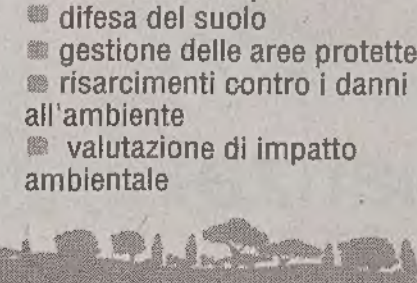 difesa del suolo
gestione delle aree protette
risarcimenti contro i danni
all'ambiente
valutazione di impatto
ambientale